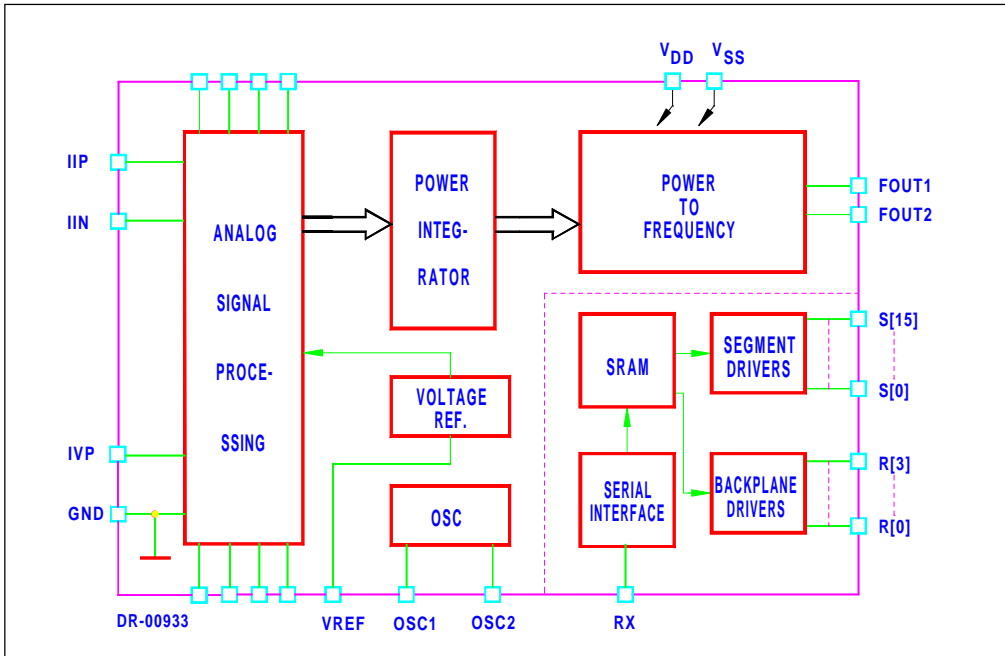 VDD VSS
IIP
IIN
ANALOG
SIGNAL
PROCE-
SSING
POWER
INTEG-
RATOR
POWER
TO
FREQUENCY
FOUT1
FOUT2
SRAM
SEGMENT
DRIVERS
S[15]
S[0]
VOLTAGE
REF.
IVP
GND
OSC
SERIAL
INTERFACE
BACKPLANE
DRIVERS
R[3]
R[0]
DR-00933
VREF
OSC1
OSC2
RX